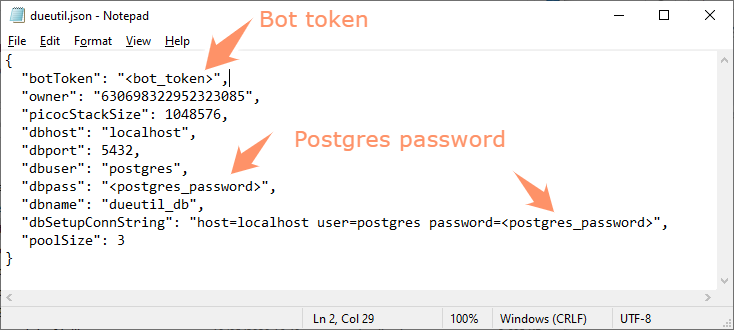 dueutil.json - Notepad
Bot token
File Edit Format View Help
{
"botToken": "<bot_token>",
"owner": "630698322952323085",
"picocStackSize": 1048576,
"dbhost": "localhost",
"dbport": 5432,
Postgres password
"dbuser": "postgres",
"dbpass": "<postgres_password>",
"dbname": "dueutil_db",
"dbSetupConnString": "host=localhost user=postgres password=<postgres_password>",
"poolSize": 3
}
Ln 2, Col 29 100% Windows (CRLF) UTF-8